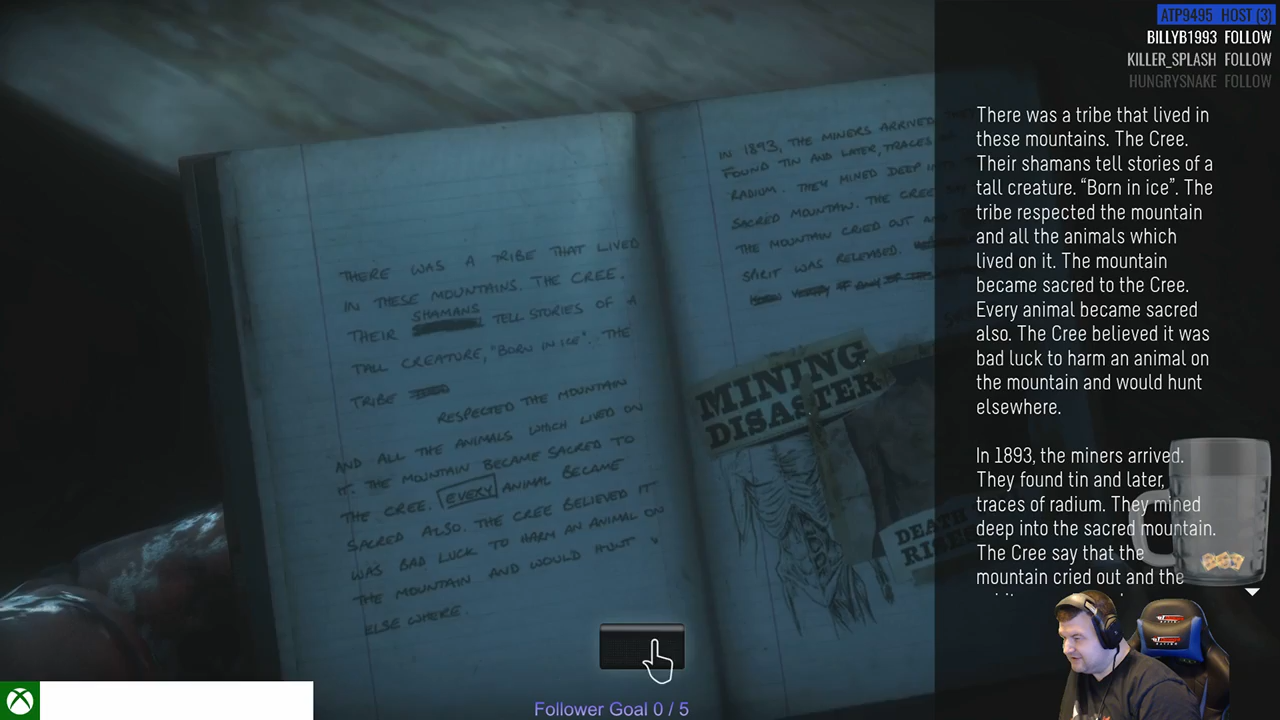 ATP9495 HOST (3)
BILLYB1993 FOLLOW
KILLER_SPLASH FOLLOW
HUNGRYSNAKE FOLLOW
THERE WAS A TRIBE THAT LIVED
IN THESE MOUNTAINS. THE CREE.
SHAMANS
THEIR TELL STORIES OF A
TALL CREATURE, "BORN IN ICE". THE
TRIBE
RESPECTED THE MOUNTAIN
AND ALL THE ANIMALS WHICH LIVED ON
IT. THE MOUNTAIN BECAME SACRED TO
THE CREE. EVERY ANIMAL BECAME
SACRED ALSO. THE CREE BELIEVED IT
WAS BAD LUCK TO HARM AN ANIMAL ON
THE MOUNTAIN AND WOULD HUNT
ELSE WHERE.
IN 1893, THE MINERS ARRIVED
FOUND TIN AND LATER, TRACES
RADIUM. THEY MINED DEEP
SACRED MOUNTAIN. THE CREE
THE MOUNTAIN CRIED OUT
SPIRIT WAS RELEASED.
MINING
DISASTER
DEATH
RISES
There was a tribe that lived in
these mountains. The Cree.
Their shamans tell stories of a
tall creature. “Born in ice”. The
tribe respected the mountain
and all the animals which
lived on it. The mountain
became sacred to the Cree.
Every animal became sacred
also. The Cree believed it was
bad luck to harm an animal on
the mountain and would hunt
elsewhere.
In 1893, the miners arrived.
They found tin and later,
traces of radium. They mined
deep into the sacred mountain.
The Cree say that the
mountain cried out and the
Follower Goal 0 / 5